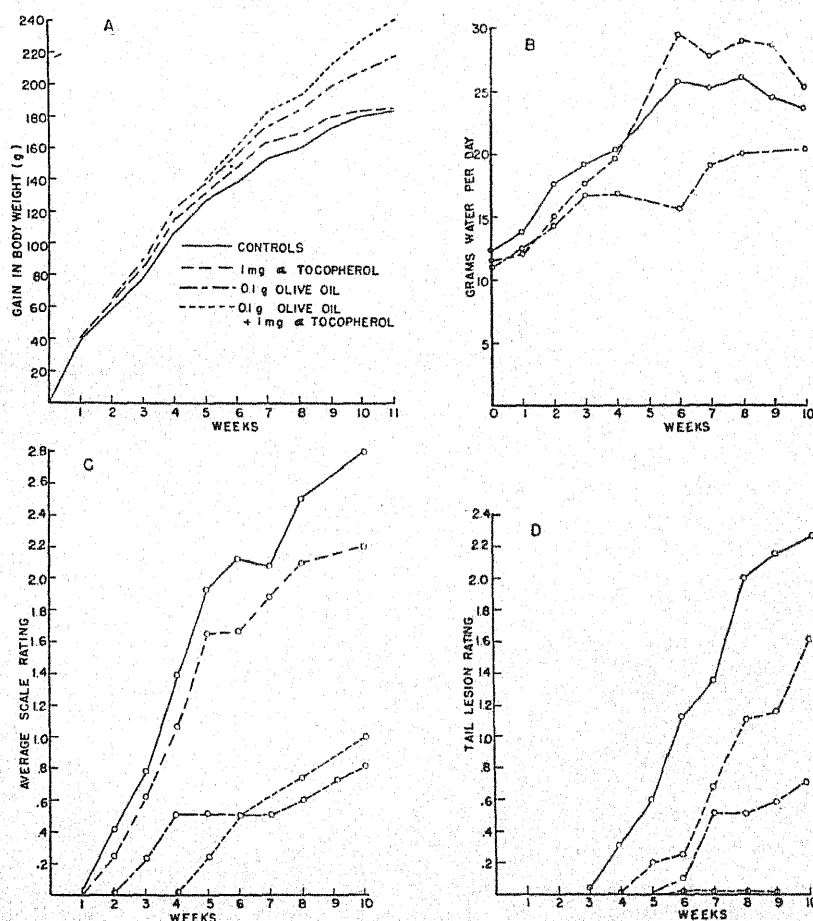 A
GAIN IN BODY WEIGHT (g)
240
220
200
180
160
140
120
100
80
60
40
20
CONTROLS
1 mg α TOCOPHEROL
0.1 g OLIVE OIL
0.1 g OLIVE OIL
+ 1 mg α TOCOPHEROL
1 2 3 4 5 6 7 8 9 10 11
WEEKS
B
GRAMS WATER PER DAY
30
25
20
15
10
5
0 1 2 3 4 5 6 7 8 9 10
WEEKS
C
AVERAGE SCALE RATING
2.8
2.6
2.4
2.2
2.0
1.8
1.6
1.4
1.2
1.0
.8
.6
.4
.2
1 2 3 4 5 6 7 8 9 10
WEEKS
D
TAIL LESION RATING
2.4
2.2
2.0
1.8
1.6
1.4
1.2
1.0
.8
.6
.4
.2
1 2 3 4 5 6 7 8 9 10
WEEKS